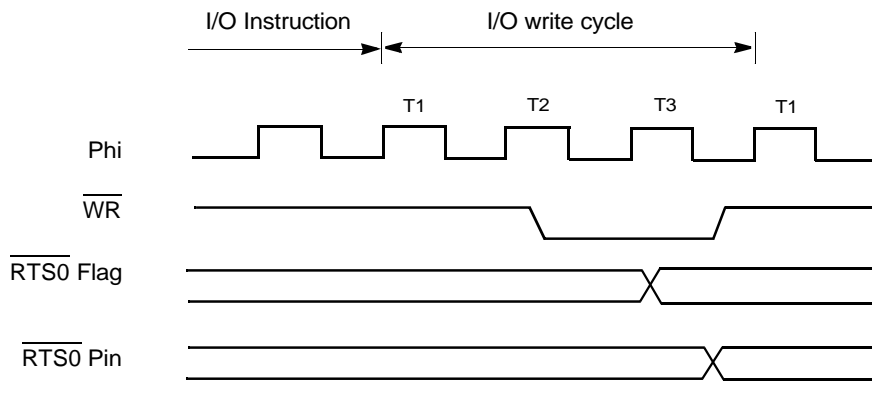 I/O Instruction I/O write cycle
T1 T2 T3 T1
Phi
WR
RTS0 Flag
RTS0 Pin